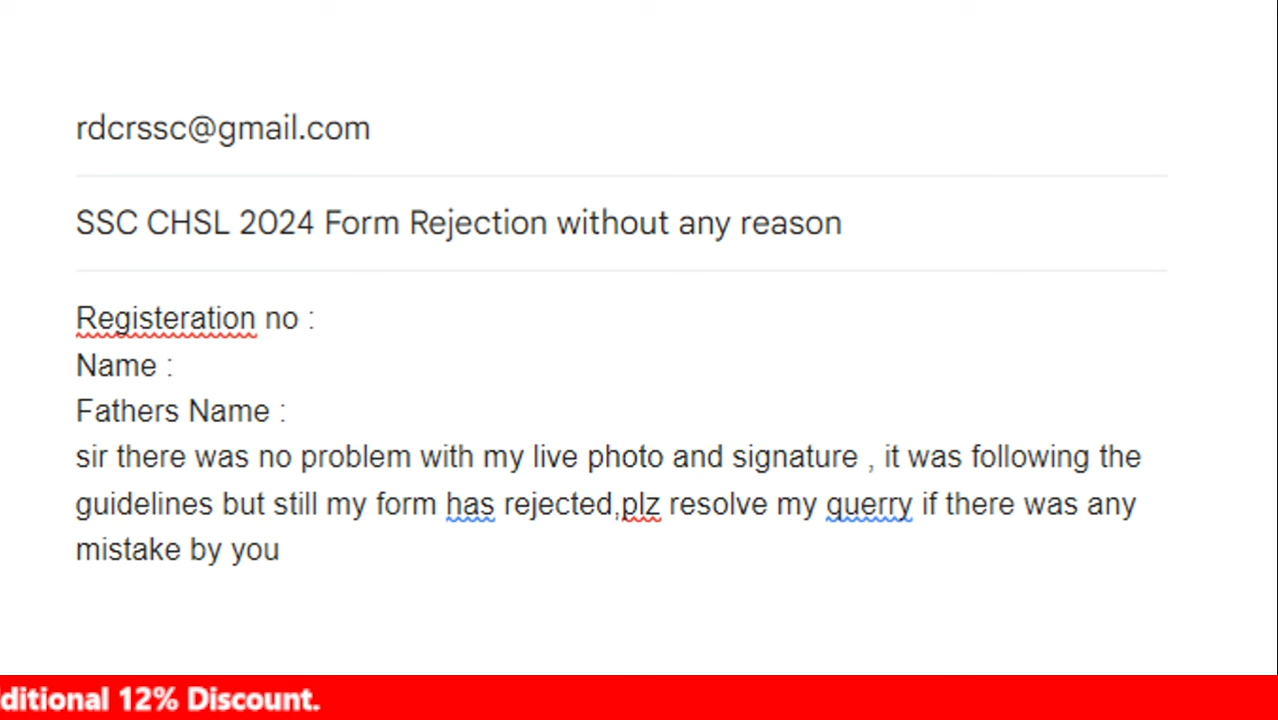 rdcrssc@gmail.com
SSC CHSL 2024 Form Rejection without any reason
Registeration no :
Name :
Fathers Name :
sir there was no problem with my live photo and signature , it was following the
guidelines but still my form has rejected,plz resolve my querry if there was any
mistake by you
ditional 12% Discount.